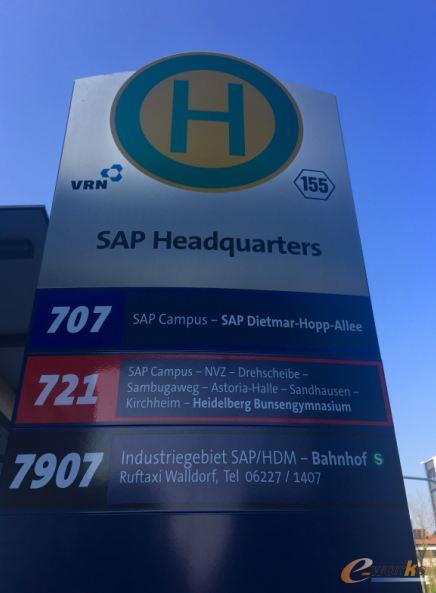 H
VRN
155
SAP Headquarters
707 SAP Campus – SAP Dietmar-Hopp-Allee
721 SAP Campus – NVZ – Drehscheibe –
Sambugaweg – Astoria-Halle – Sandhausen –
Kirchheim – Heidelberg Bunsengymnasium
7907 Industriegebiet SAP/HDM – Bahnhof S
Ruftaxi Walldorf, Tel 06227 / 1407
e-works